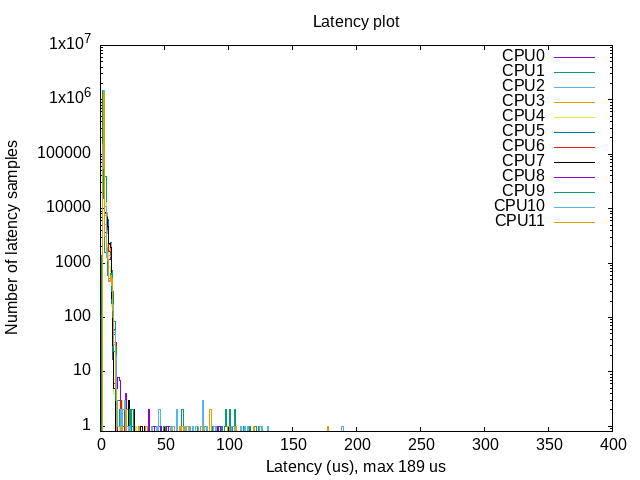 Latency plot
1x10^7
1x10^6
100000
10000
1000
100
10
1
Number of latency samples
CPU0
CPU1
CPU2
CPU3
CPU4
CPU5
CPU6
CPU7
CPU8
CPU9
CPU10
CPU11
0 50 100 150 200 250 300 350 400
Latency (us), max 189 us